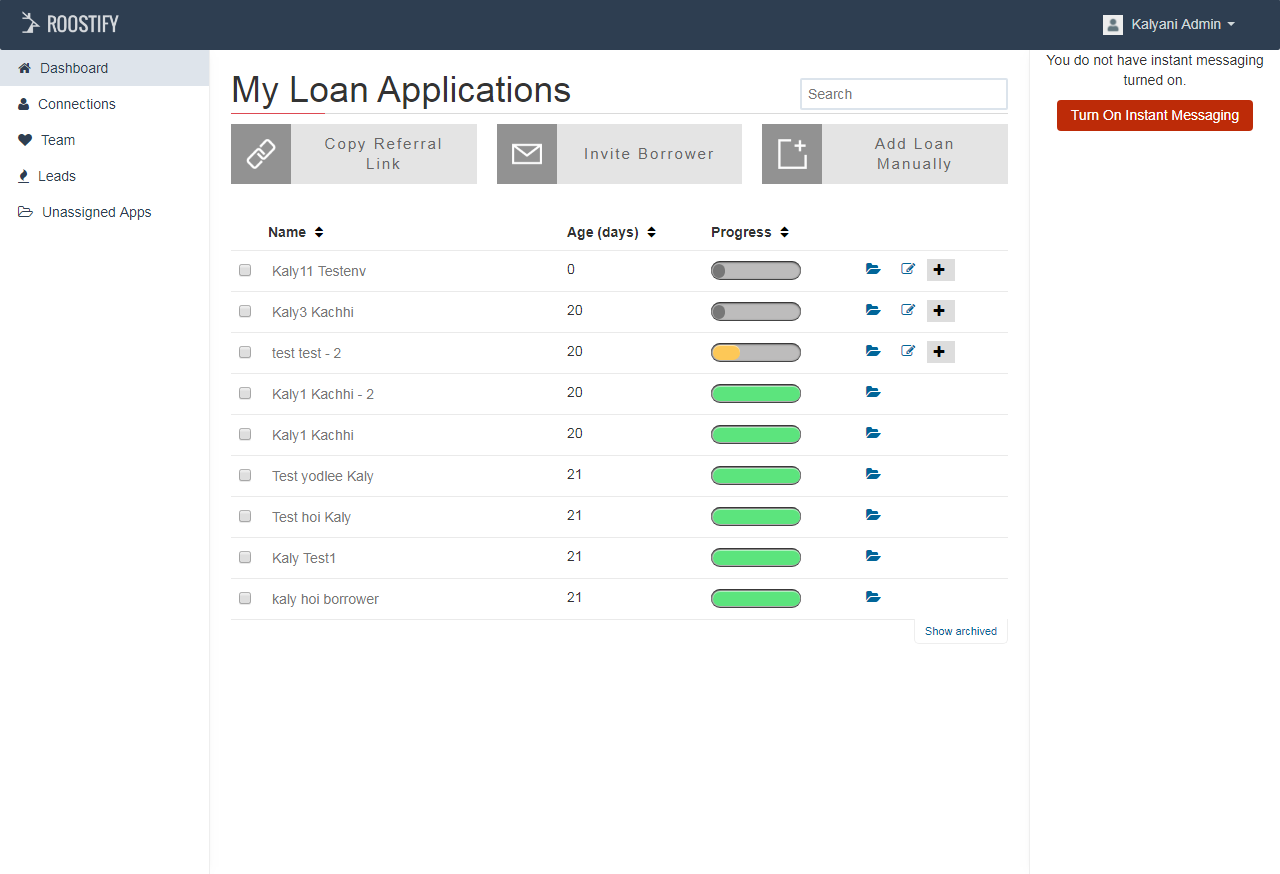 ROOSTIFY
Kalyani Admin
Dashboard
Connections
Team
Leads
Unassigned Apps
My Loan Applications
Search
Copy Referral
Link
Invite Borrower
Add Loan
Manually
Name Age (days) Progress
Kaly11 Testenv 0
Kaly3 Kachhi 20
test test - 2 20
Kaly1 Kachhi - 2 20
Kaly1 Kachhi 20
Test yodlee Kaly 21
Test hoi Kaly 21
Kaly Test1 21
kaly hoi borrower 21
Show archived
You do not have instant messaging
turned on.
Turn On Instant Messaging